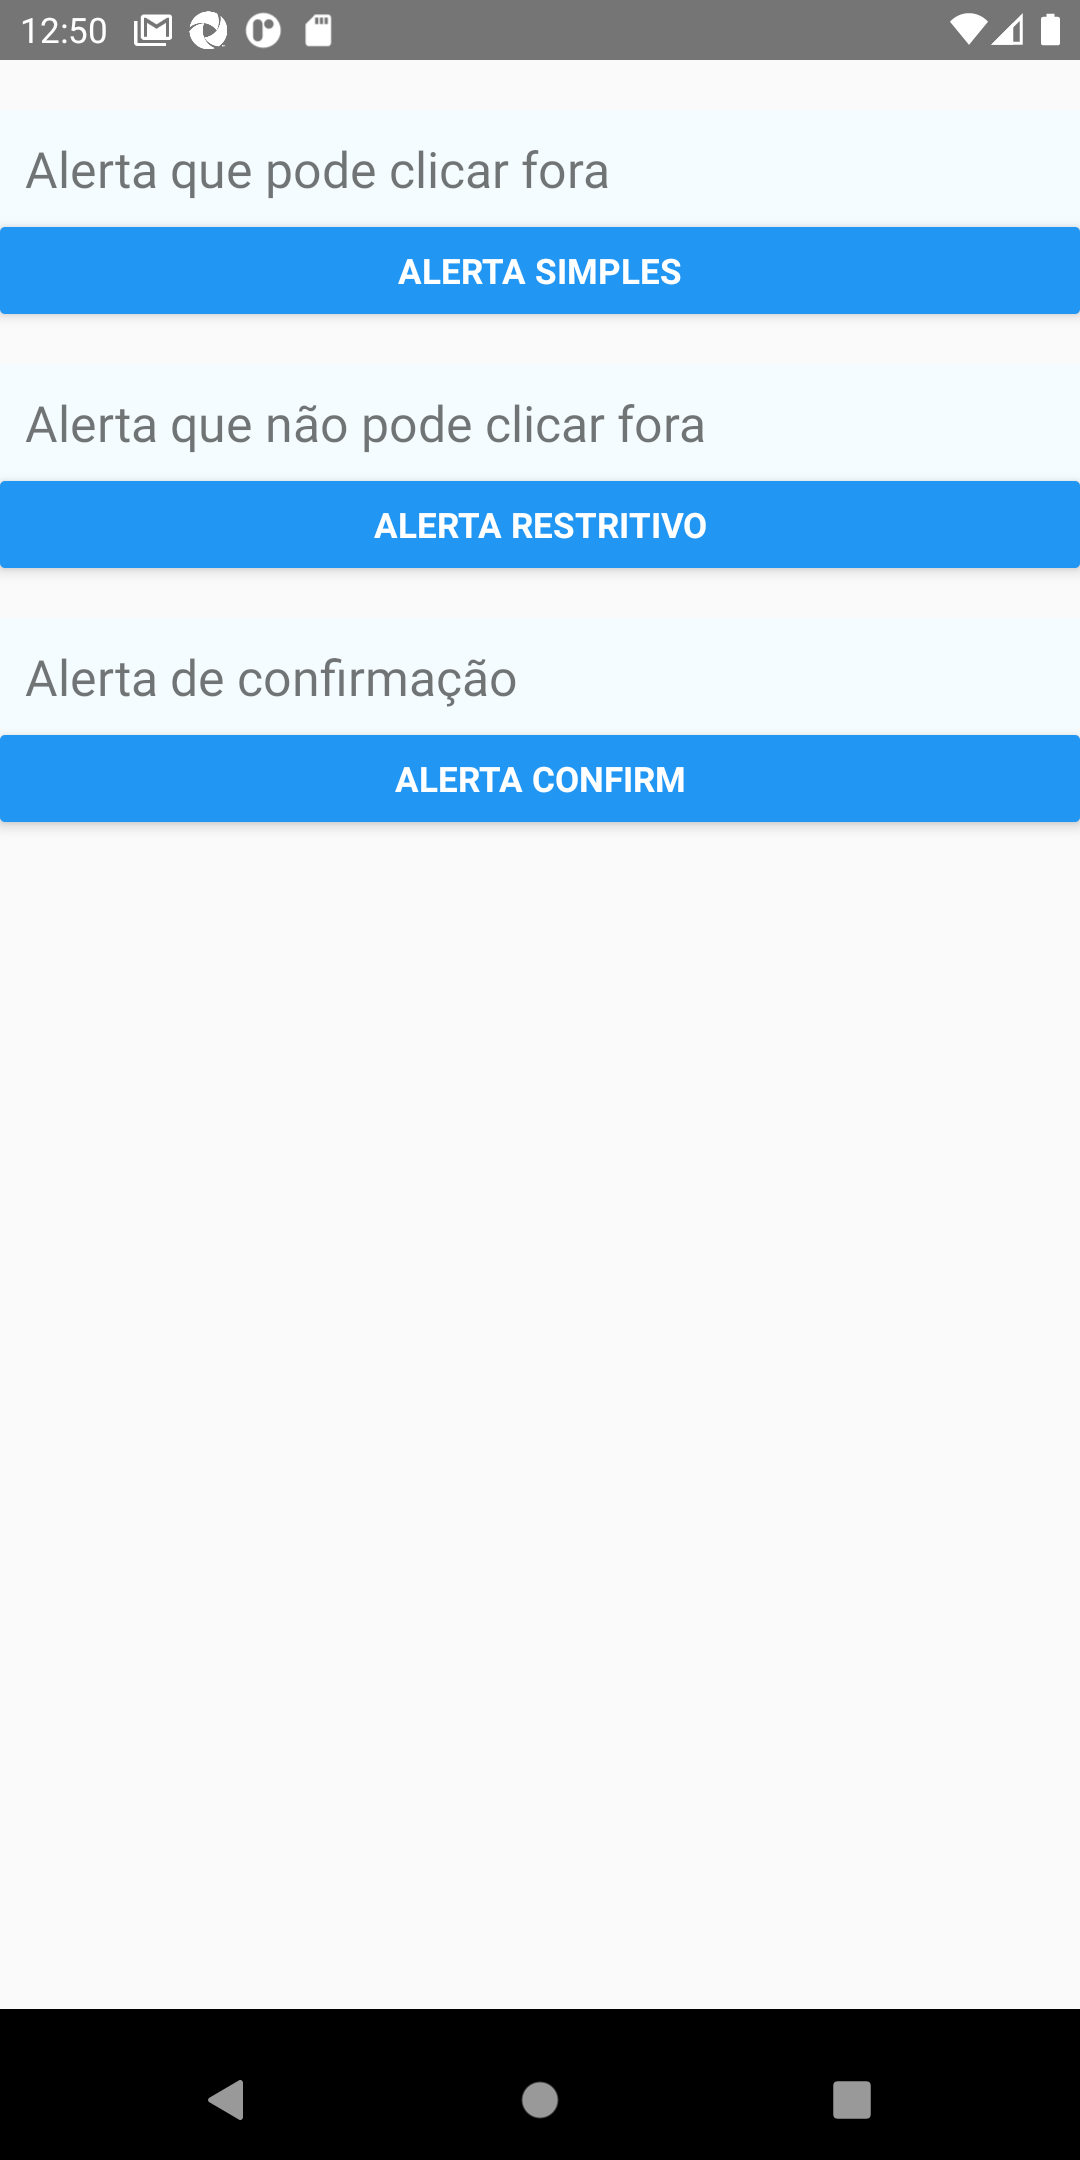 12:50
Alerta que pode clicar fora
ALERTA SIMPLES
Alerta que não pode clicar fora
ALERTA RESTRITIVO
Alerta de confirmação
ALERTA CONFIRM